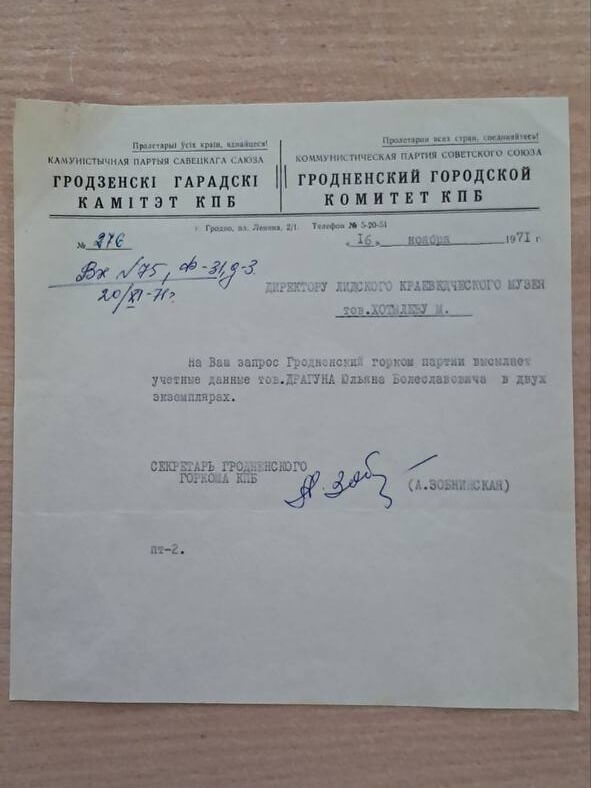 Пралетарыі ўсіх краін, яднайцеся!
КАМУНІСТЫЧНАЯ ПАРТЫЯ САВЕЦКАГА САЮЗА
ГРОДЗЕНСКІ ГАРАДСКІ
КАМІТЭТ КПБ
Пролетарии всех стран, соединяйтесь!
КОММУНИСТИЧЕСКАЯ ПАРТИЯ СОВЕТСКОГО СОЮЗА
ГРОДНЕНСКИЙ ГОРОДСКОЙ
КОМИТЕТ КПБ
г. Гродно, пл. Ленина, 2/1. Телефон № 5-20-51
№ 276
„ 16 „ ноября 1971 г.
Вх №75, ф-31, д-3
20/XI-71г
ДИРЕКТОРУ ЛИДСКОГО КРАЕВЕДЧЕСКОГО МУЗЕЯ
тов.ХОТЫЛЕВУ М.
На Ваш запрос Гродненский горком партии высылает
учетные данные тов.ДРАГУНА Юльяна Болеславовича в двух
экземплярах.
СЕКРЕТАРЬ ГРОДНЕНСКОГО
ГОРКОМА КПБ
А. Зоб
(А.ЗОБНИНСКАЯ)
пт-2.